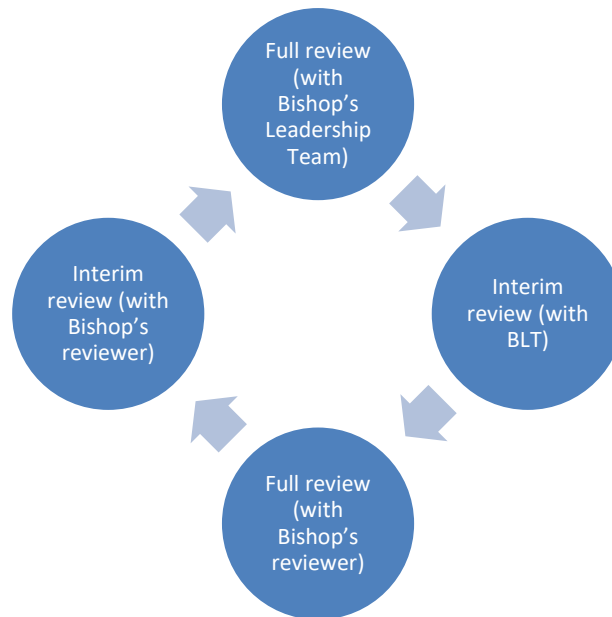 Full review
(with
Bishop’s
Leadership
Team)
Interim
review (with
BLT)
Full review
(with
Bishop’s
reviewer)
Interim
review (with
Bishop’s
reviewer)